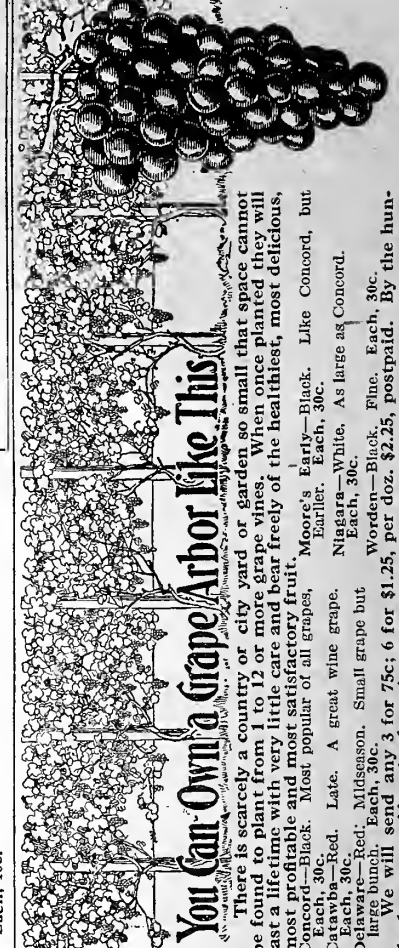 You Can Own a Grape Arbor Like This
There is scarcely a country or city yard or garden so small that space cannot
e found to plant from 1 to 12 or more grape vines. When once planted they will
ast a lifetime with very little care and bear freely of the healthiest, most delicious,
most profitable and most satisfactory fruit.
Concord—Black. Most popular of all grapes,
Each, 30c.
atawba—Red. Late. A great wine grape.
Each, 30c.
Delaware—Red; Midseason. Small grape but
large bunch. Each, 30c.
Moore's Early—Black. Like Concord, but
Earlier. Each, 30c.
Niagara—White. As large as Concord.
Each, 30c.
Worden—Black. Fine. Each, 30c.
We will send any 3 for 75c; 6 for $1.25, per doz. $2.25, postpaid. By the hun-